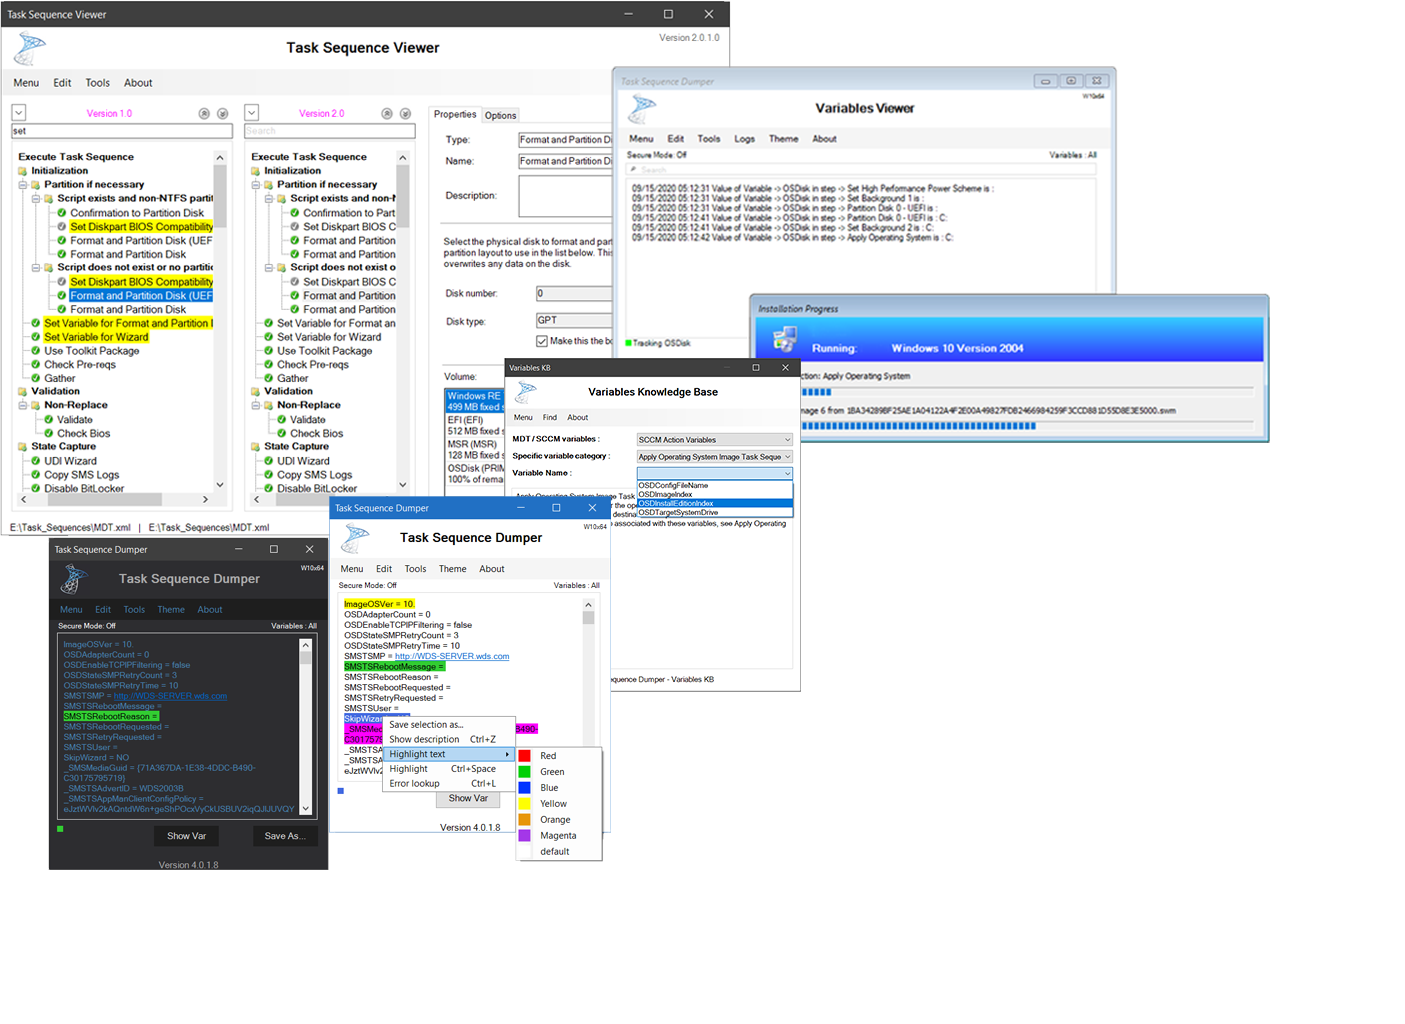 Task Sequence Viewer
Task Sequence Viewer
Version 2.0.1.0
Menu Edit Tools About
Version 1.0
set
Execute Task Sequence
Initialization
Partition if necessary
Script exists and non-NTFS partiti
Confirmation to Partition Disk
Set Diskpart BIOS Compatibility
Format and Partition Disk (UEF
Format and Partition Disk
Script does not exist or no partitio
Set Diskpart BIOS Compatibility
Format and Partition Disk (UEF
Format and Partition Disk
Set Variable for Format and Partition
Set Variable for Wizard
Use Toolkit Package
Check Pre-reqs
Gather
Validation
Non-Replace
Validate
Check Bios
State Capture
UDI Wizard
Copy SMS Logs
Disable BitLocker
Version 2.0
Search
Execute Task Sequence
Initialization
Partition if necessary
Script exists and non-N
Confirmation to Part
Set Diskpart BIOS C
Format and Partition
Format and Partition
Script does not exist o
Set Diskpart BIOS C
Format and Partition
Format and Partition
Set Variable for Format an
Set Variable for Wizard
Use Toolkit Package
Check Pre-reqs
Gather
Validation
Non-Replace
Validate
Check Bios
State Capture
UDI Wizard
Copy SMS Logs
Disable BitLocker
Properties Options
Type: Format and Partition Di
Name: Format and Partition Di
Description:
Select the physical disk to format and part
partition layout to use in the list below. This
overwrites any data on the disk.
Disk number: 0
Disk type: GPT
Make this the bo
Volume:
Windows RE
499 MB fixed s
EFI (EFI)
512 MB fixed s
MSR (MSR)
128 MB fixed s
OSDisk (PRIM
100% of rema
E:\Task_Sequences\MDT.xml | E:\Task_Sequences\MDT.xml
Task Sequence Dumper
W10x64
Variables Viewer
Menu Edit Tools Logs Theme About
Secure Mode: Off Variables : All
Search
09/15/2020 05:12:31 Value of Variable -> OSDisk in step -> Set High Performance Power Scheme is :
09/15/2020 05:12:31 Value of Variable -> OSDisk in step -> Set Background 1 is :
09/15/2020 05:12:31 Value of Variable -> OSDisk in step -> Partition Disk 0 - UEFI is :
09/15/2020 05:12:41 Value of Variable -> OSDisk in step -> Partition Disk 0 - UEFI is : C:
09/15/2020 05:12:41 Value of Variable -> OSDisk in step -> Set Background 2 is : C:
09/15/2020 05:12:42 Value of Variable -> OSDisk in step -> Apply Operating System is : C:
Tracking OSDisk
Installation Progress
Running: Windows 10 Version 2004
ction: Apply Operating System
mage 6 from 1BA34289BF25AE1A04122A4F2E00A49827FDB2466984259F3CCD881D55D8E3E5000.swm
Variables KB
Variables Knowledge Base
Menu Find About
MDT / SCCM variables : SCCM Action Variables
Specific variable category : Apply Operating System Image Task Seque
Variable Name :
OSDConfigFileName
OSDImageIndex
OSDInstallEditionIndex
OSDTargetSystemDrive
Apply Operating System Image Task
r the ope
destinat
e associated with these variables, see Apply Operating
equence Dumper - Variables KB
Task Sequence Dumper
W10x64
Task Sequence Dumper
Menu Edit Tools Theme About
Secure Mode: Off Variables : All
ImageOSVer = 10.
OSDAdapterCount = 0
OSDEnableTCPIPFiltering = false
OSDStateSMPRetryCount = 3
OSDStateSMPRetryTime = 10
SMSTSMP = http://WDS-SERVER.wds.com
SMSTSRebootMessage =
SMSTSRebootReason =
SMSTSRebootRequested =
SMSTSRetryRequested =
SMSTSUser =
SkipWizard = NO
_SMSMediaGuid = {71A367DA-1E38-4DDC-B490-
C30175795719}
_SMSTSAdvertID = WDS2003B
_SMSTSAppManClientConfigPolicy =
eJztWVlv2kAQntdW6n+geShPOcxVyCkUSBUV2iqQJUUVQY
Show Var Save As...
Version 4.0.1.8
Task Sequence Dumper
W10x64
Task Sequence Dumper
Menu Edit Tools Theme About
Secure Mode: Off Variables : All
ImageOSVer = 10.
OSDAdapterCount = 0
OSDEnableTCPIPFiltering = false
OSDStateSMPRetryCount = 3
OSDStateSMPRetryTime = 10
SMSTSMP = http://WDS-SERVER.wds.com
SMSTSRebootMessage =
SMSTSRebootReason =
SMSTSRebootRequested =
SMSTSRetryRequested =
SMSTSUser =
SkipWizar
_SMSMed B490-
C3017579
_SMSTSA
_SMSTSA
eJztWVlv2
Save selection as...
Show description Ctrl+Z
Highlight text
Highlight Ctrl+Space
Error lookup Ctrl+L
Red
Green
Blue
Yellow
Orange
Magenta
default
Show Var
Version 4.0.1.8